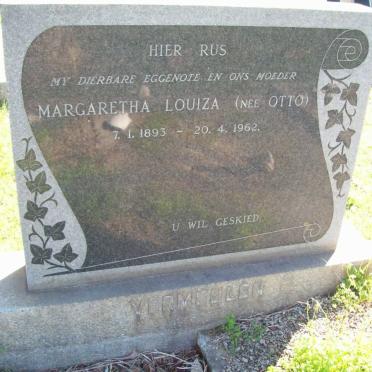 HIER RUS
MY DIERBARE EGGENOTE EN ONS MOEDER
MARGARETHA LOUIZA (NEE OTTO)
7. 1. 1893 – 20. 4. 1962.
U WIL GESKIED.
VERMEULEN